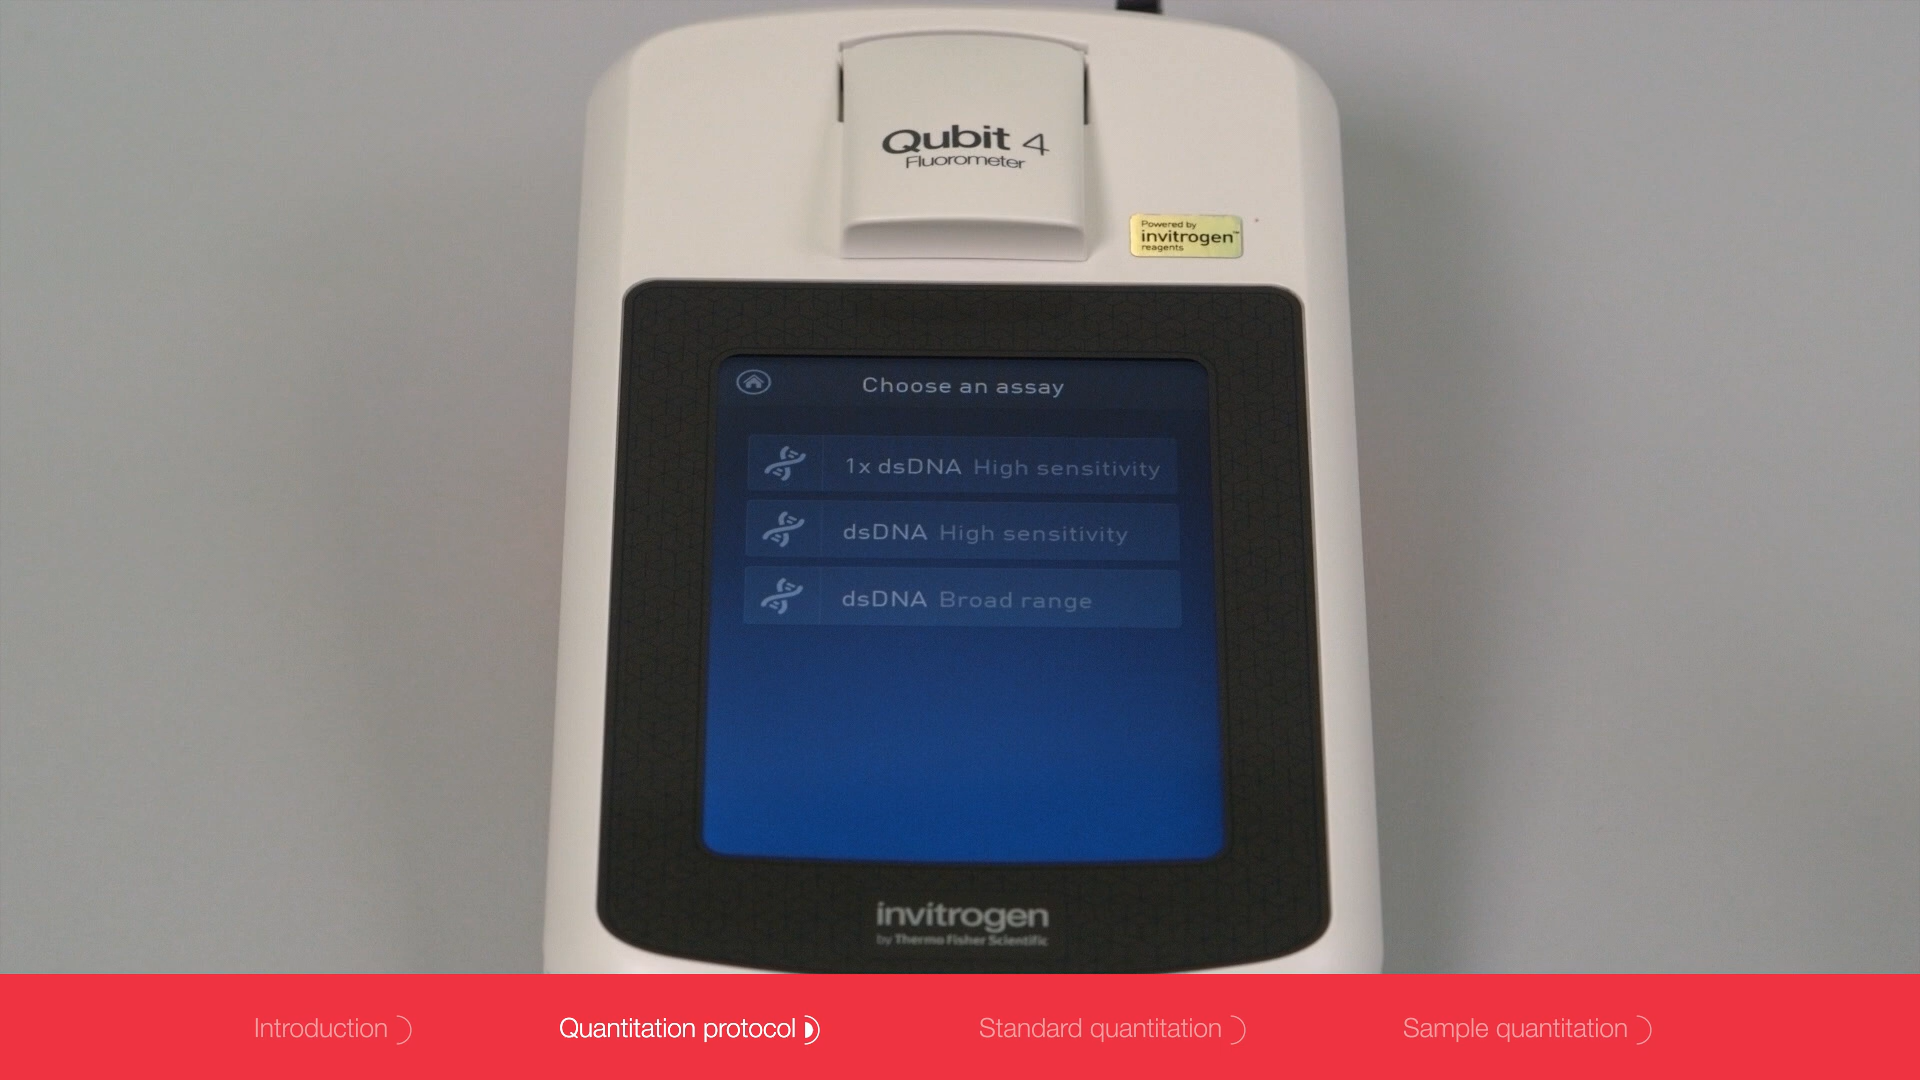 Qubit 4
Fluorometer
Powered by
invitrogen™
reagents
Choose an assay
1x dsDNA High sensitivity
dsDNA High sensitivity
dsDNA Broad range
invitrogen
by Thermo Fisher Scientific
Introduction
Quantitation protocol
Standard quantitation
Sample quantitation